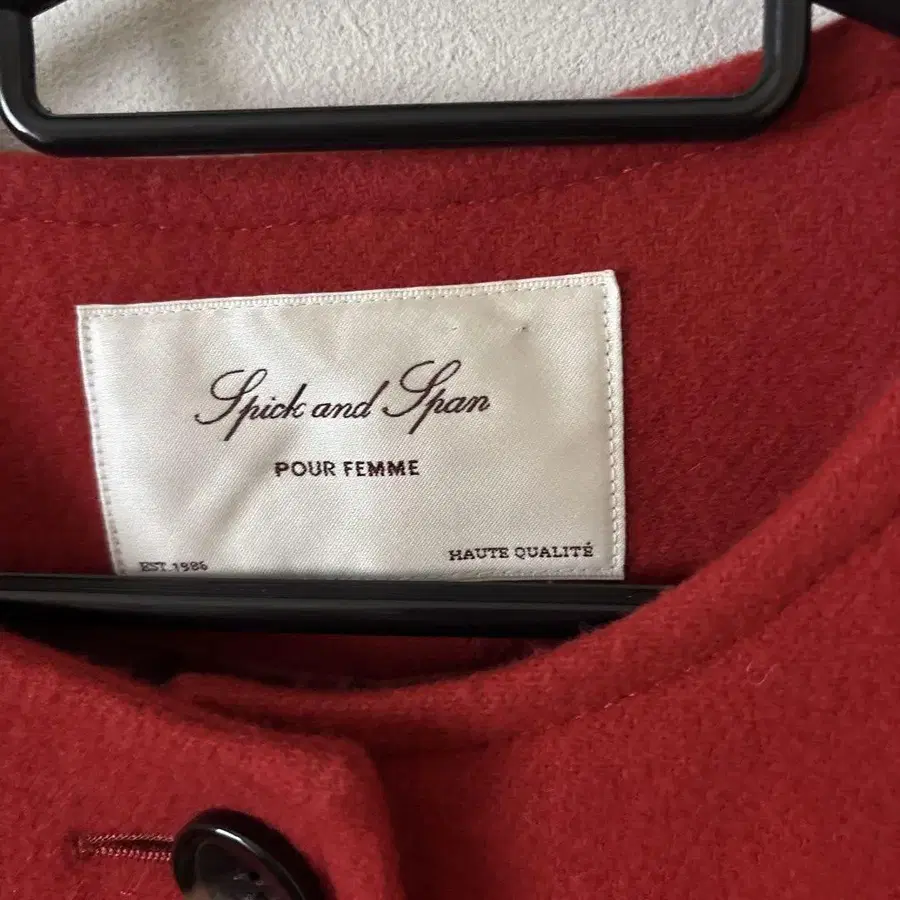 Spick and Span
POUR FEMME
HAUTE QUALITÉ
EST. 1986